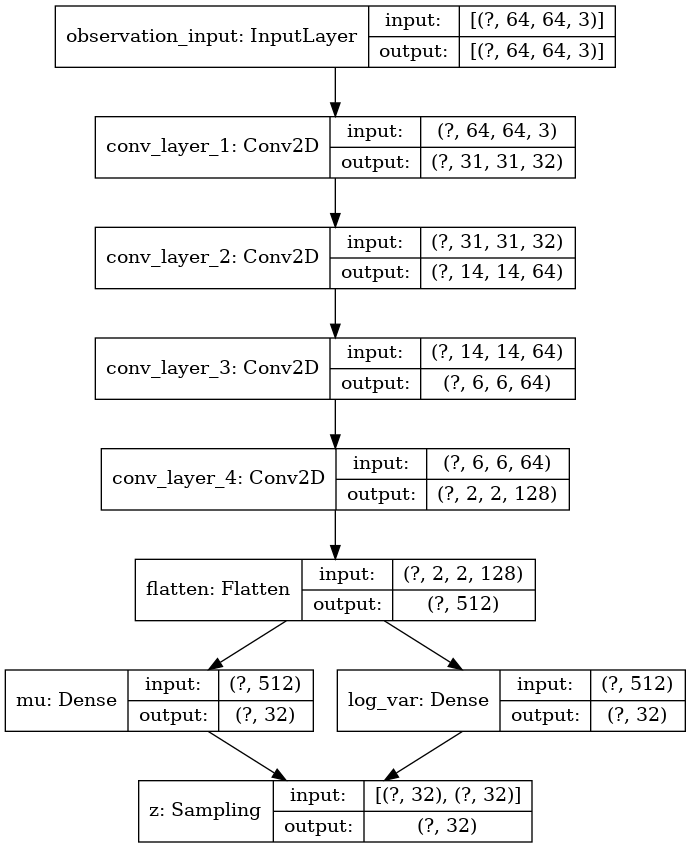 observation_input: InputLayer
input: [(?, 64, 64, 3)]
output: [(?, 64, 64, 3)]
conv_layer_1: Conv2D
input: (?, 64, 64, 3)
output: (?, 31, 31, 32)
conv_layer_2: Conv2D
input: (?, 31, 31, 32)
output: (?, 14, 14, 64)
conv_layer_3: Conv2D
input: (?, 14, 14, 64)
output: (?, 6, 6, 64)
conv_layer_4: Conv2D
input: (?, 6, 6, 64)
output: (?, 2, 2, 128)
flatten: Flatten
input: (?, 2, 2, 128)
output: (?, 512)
mu: Dense
input: (?, 512)
output: (?, 32)
log_var: Dense
input: (?, 512)
output: (?, 32)
z: Sampling
input: [(?, 32), (?, 32)]
output: (?, 32)